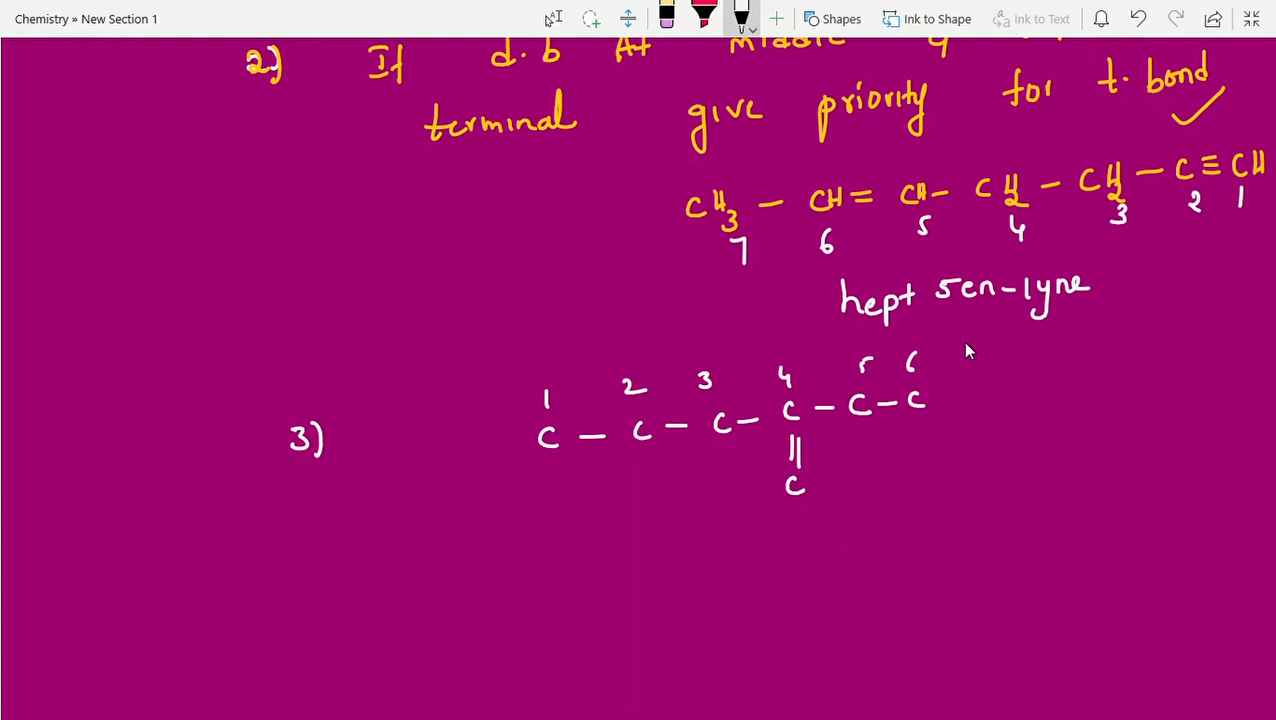 Chemistry » New Section 1
Shapes
Ink to Shape
Ink to Text
2) If d.b At middle
terminal give priority for t. bond
CH3 – CH = CH – CH2 – CH2 – C ≡ CH
7 6 5 4 3 2 1
hept 5en – 1yne
1 2 3 4 5 6
3) C – C – C – C – C – C
||
C